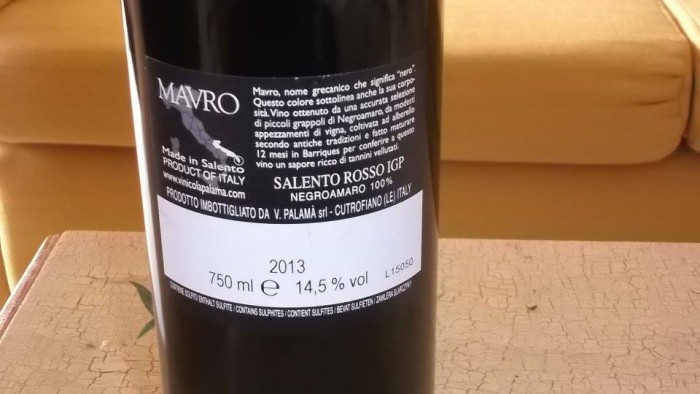 MAVRO
Made in Salento
PRODUCT OF ITALY
www.vinicolapalama.com
Mavro, nome grecanico che significa "nero".
Questo colore sottolinea anche la sua corpo-
sità. Vino ottenuto da una accurata selezione
di piccoli grappoli di Negroamaro, da modesti
appezzamenti di vigna, coltivata ad alberello
secondo antiche tradizioni e fatto maturare
12 mesi in Barriques per conferire a questo
vino un sapore ricco di tannini vellutati.
SALENTO ROSSO IGP
NEGROAMARO 100%
PRODOTTO IMBOTTIGLIATO DA V. PALAMÀ srl - CUTROFIANO (LE) ITALY
2013
750 ml e 14,5 % vol L15050
CONTIENE SOLFITI/ ENTHALT SULFITE / CONTAINS SULPHITES / CONTIENT SULFITES / BEVAT SULFIETEN / ZAWIERA SIARCZYNY